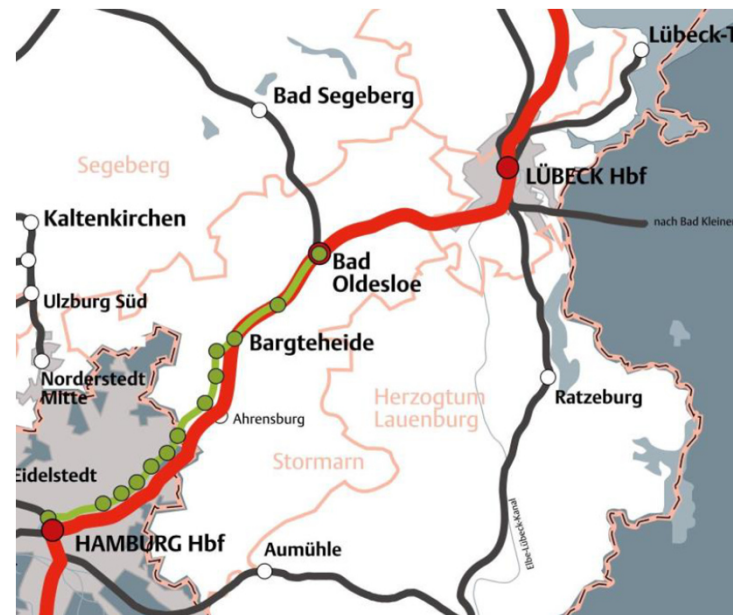 Lübeck-T
Bad Segeberg
Segeberg
LÜBECK Hbf
Kaltenkirchen
nach Bad Kleinen
Bad
Oldesloe
Ulzburg Süd
Bargteheide
Norderstedt
Mitte
Herzogtum
Lauenburg
Ratzeburg
Ahrensburg
Stormarn
Eidelstedt
Elbe-Lübeck-Kanal
HAMBURG Hbf
Aumühle